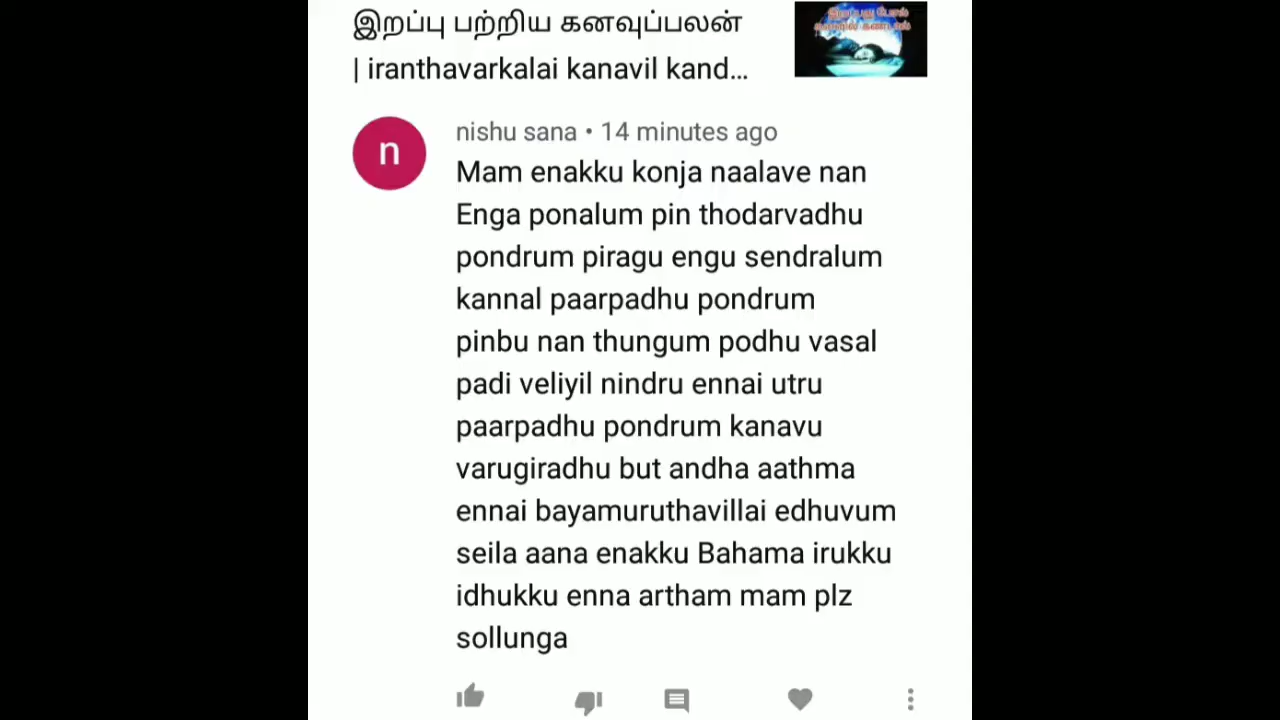 இறப்பு பற்றிய கனவுப்பலன்
| iranthavarkalai kanavil kand...
n
nishu sana • 14 minutes ago
Mam enakku konja naalave nan
Enga ponalum pin thodarvadhu
pondrum piragu engu sendralum
kannal paarpadhu pondrum
pinbu nan thungum podhu vasal
padi veliyil nindru ennai utru
paarpadhu pondrum kanavu
varugiradhu but andha aathma
ennai bayamuruthavillai edhuvum
seila aana enakku Bahama irukku
idhukku enna artham mam plz
sollunga